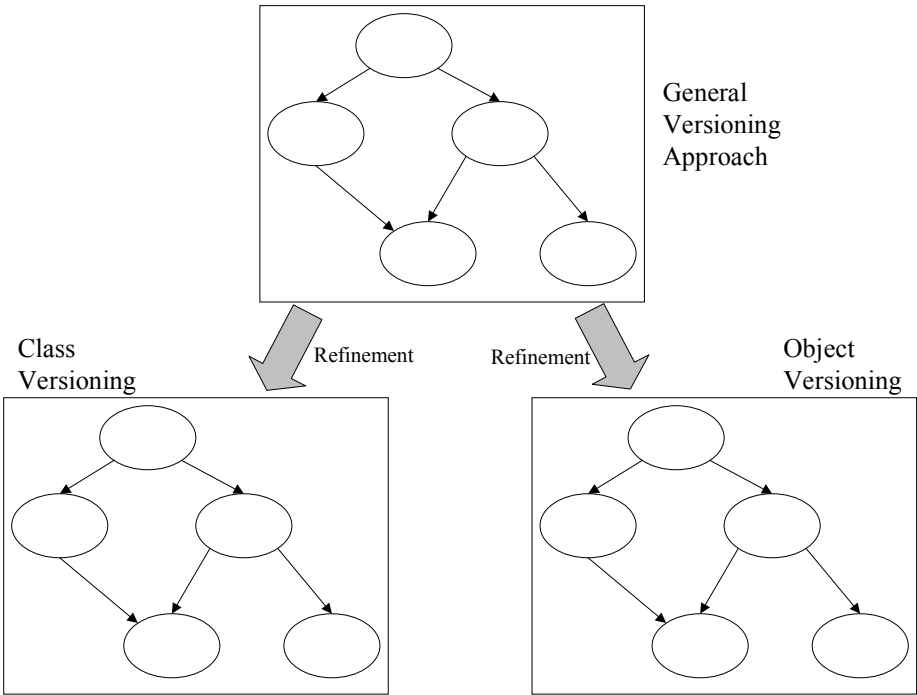 General
Versioning
Approach
Class
Versioning
Refinement
Refinement
Object
Versioning